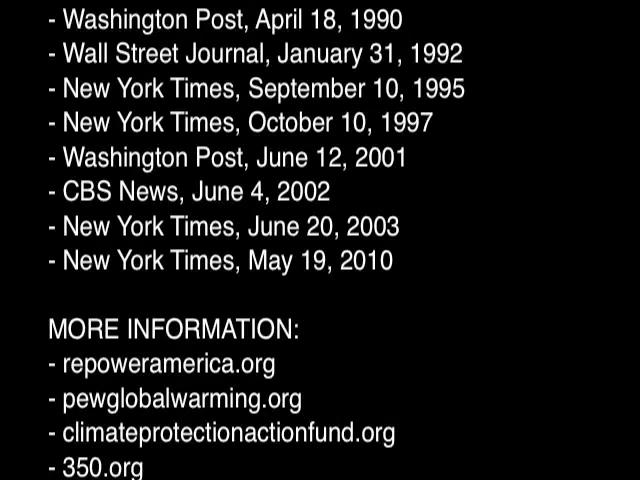 - Washington Post, April 18, 1990
- Wall Street Journal, January 31, 1992
- New York Times, September 10, 1995
- New York Times, October 10, 1997
- Washington Post, June 12, 2001
- CBS News, June 4, 2002
- New York Times, June 20, 2003
- New York Times, May 19, 2010
MORE INFORMATION:
- repoweramerica.org
- pewglobalwarming.org
- climateprotectionactionfund.org
- 350.org